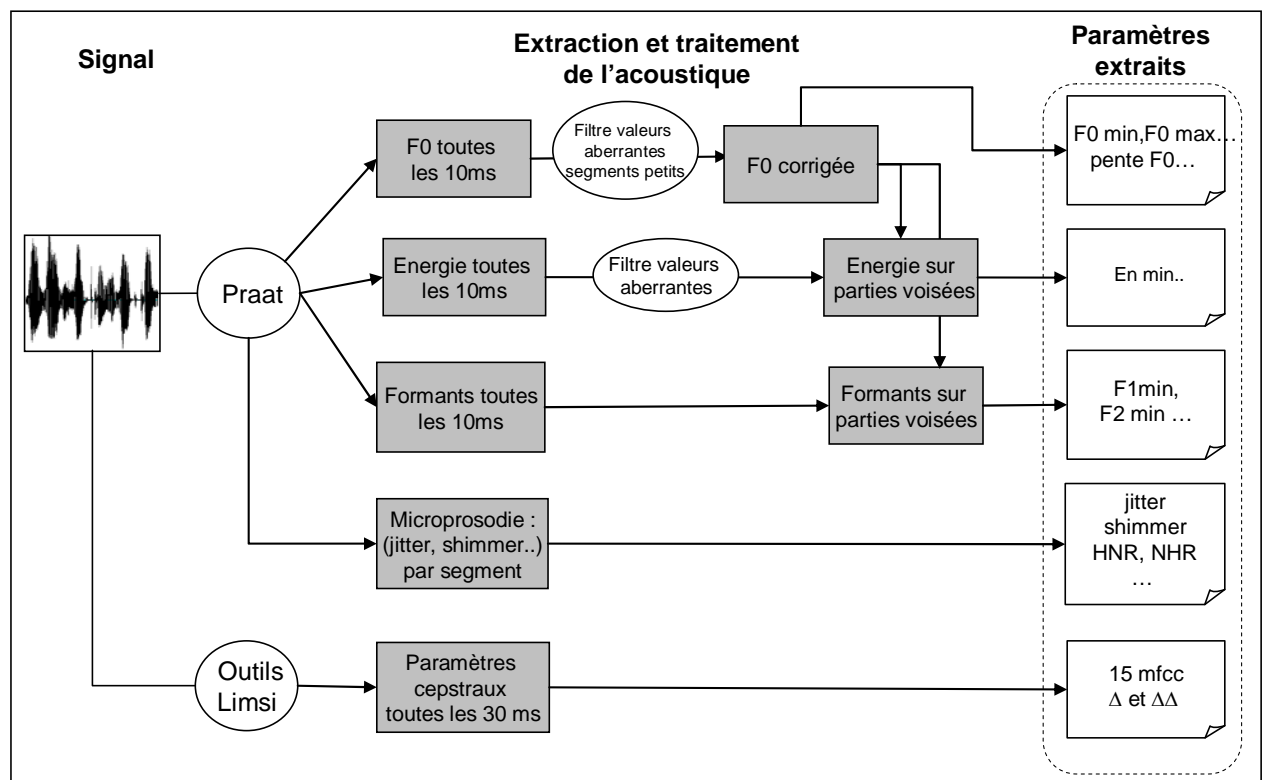 Signal
Extraction et traitement
de l’acoustique
Paramètres
extraits
F0 toutes
les 10ms
Filtre valeurs
aberrantes
segments petits
F0 corrigée
F0 min,F0 max…
pente F0…
Praat
Energie toutes
les 10ms
Filtre valeurs
aberrantes
Energie sur
parties voisées
En min..
Formants toutes
les 10ms
Formants sur
parties voisées
F1min,
F2 min …
Microprosodie :
(jitter, shimmer..)
par segment
jitter
shimmer
HNR, NHR
…
Outils
Limsi
Paramètres
cepstraux
toutes les 30 ms
15 mfcc
Δ et ΔΔ